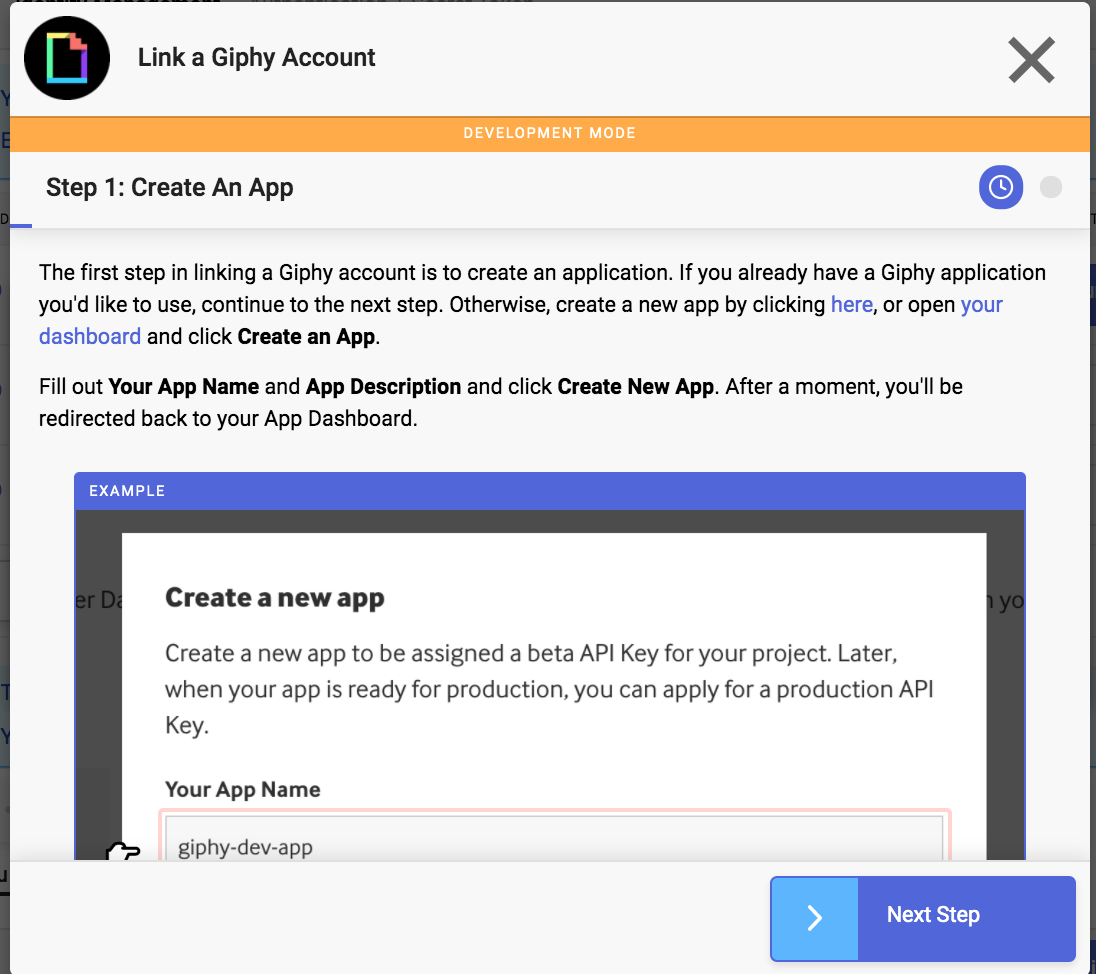 Link a Giphy Account
DEVELOPMENT MODE
Step 1: Create An App
The first step in linking a Giphy account is to create an application. If you already have a Giphy application
you'd like to use, continue to the next step. Otherwise, create a new app by clicking here, or open your
dashboard and click Create an App.
Fill out Your App Name and App Description and click Create New App. After a moment, you'll be
redirected back to your App Dashboard.
EXAMPLE
Create a new app
Create a new app to be assigned a beta API Key for your project. Later,
when your app is ready for production, you can apply for a production API
Key.
Your App Name
giphy-dev-app
Next Step